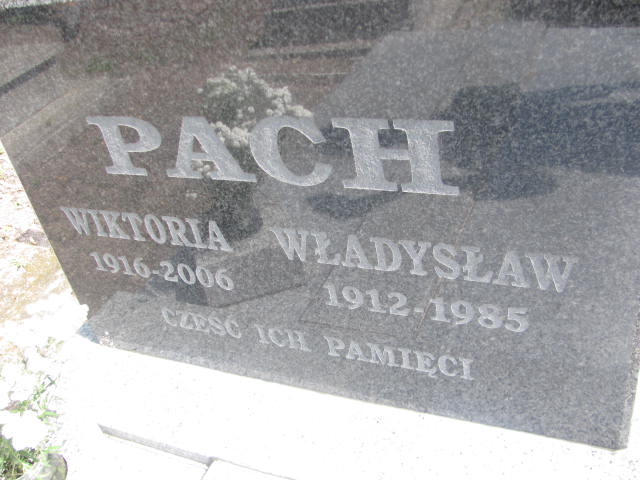 PACH
WIKTORIA WŁADYSŁAW
1916-2006 1912-1985
CZEŚĆ ICH PAMIĘCI